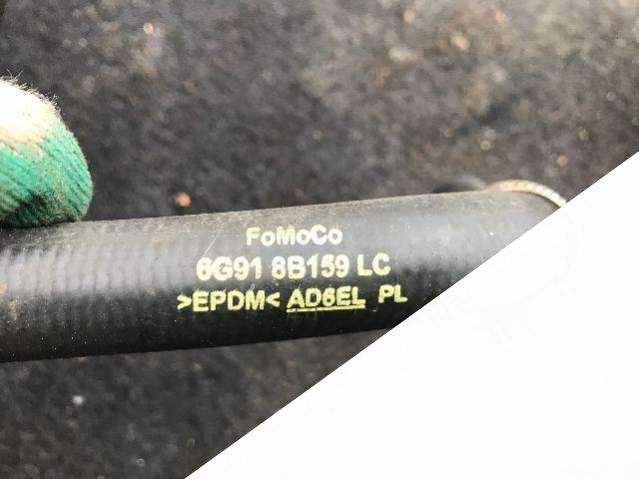 FoMoCo
6G91 8B159 LC
>EPDM< AD6EL PL